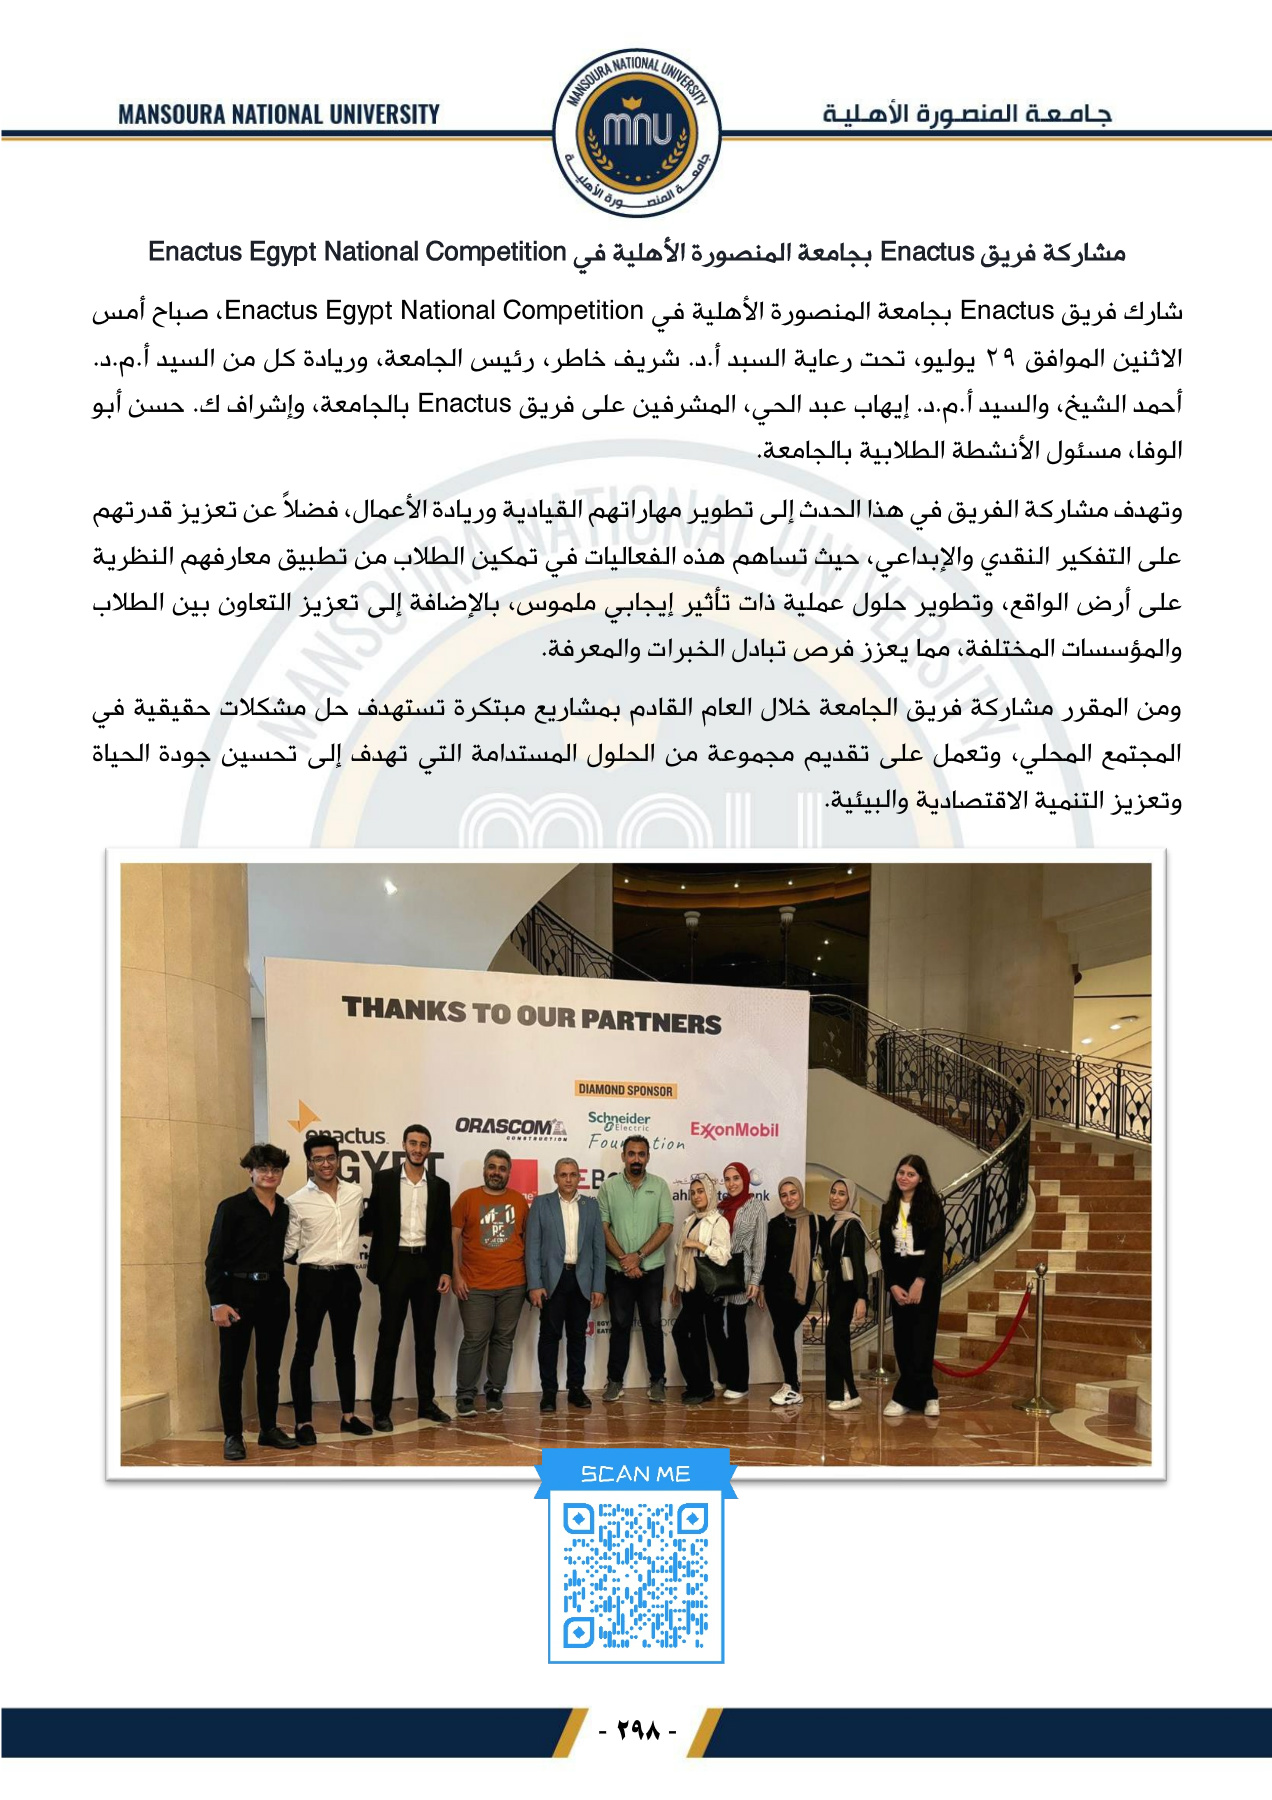 MANSOURA NATIONAL UNIVERSITY
جامعة المنصورة الأهلية
MANSOURA NATIONAL UNIVERSITY
mnu
جامعة المنصورة الأهلية
مشاركة فريق Enactus بجامعة المنصورة الأهلية في Enactus Egypt National Competition
شارك فريق Enactus بجامعة المنصورة الأهلية في Enactus Egypt National Competition، صباح أمس
الاثنين الموافق ٢٩ يوليو، تحت رعاية السبد أ.د. شريف خاطر، رئيس الجامعة، وريادة كل من السيد أ.م.د.
أحمد الشيخ، والسيد أ.م.د. إيهاب عبد الحي، المشرفين على فريق Enactus بالجامعة، وإشراف ك. حسن أبو
الوفا، مسئول الأنشطة الطلابية بالجامعة.
وتهدف مشاركة الفريق في هذا الحدث إلى تطوير مهاراتهم القيادية وريادة الأعمال، فضلاً عن تعزيز قدرتهم
على التفكير النقدي والإبداعي، حيث تساهم هذه الفعاليات في تمكين الطلاب من تطبيق معارفهم النظرية
على أرض الواقع، وتطوير حلول عملية ذات تأثير إيجابي ملموس، بالإضافة إلى تعزيز التعاون بين الطلاب
والمؤسسات المختلفة، مما يعزز فرص تبادل الخبرات والمعرفة.
ومن المقرر مشاركة فريق الجامعة خلال العام القادم بمشاريع مبتكرة تستهدف حل مشكلات حقيقية في
المجتمع المحلي، وتعمل على تقديم مجموعة من الحلول المستدامة التي تهدف إلى تحسين جودة الحياة
وتعزيز التنمية الاقتصادية والبيئية.
MANSOURA NATIONAL UNIVERSITY
mnu
THANKS TO OUR PARTNERS
DIAMOND SPONSOR
enactus.
EGYPT
ORASCOM
CONSTRUCTION
Schneider
Electric
Foundation
ExxonMobil
SCAN ME
- ٢٩٨ -